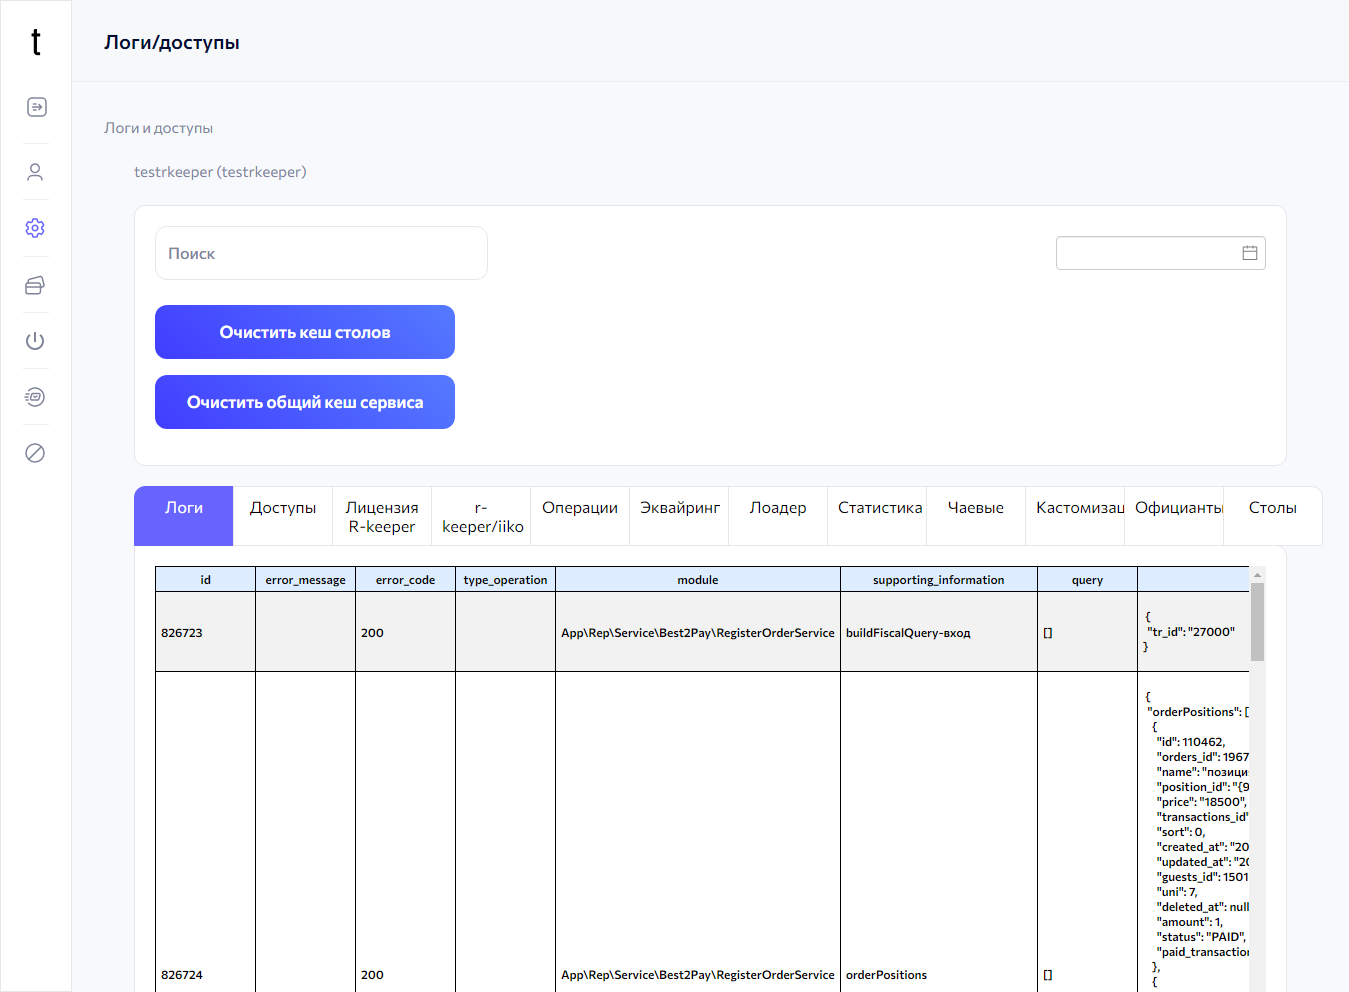 t
Логи/доступы
Логи и доступы
testrkeeper (testrkeeper)
Поиск
Очистить кеш столов
Очистить общий кеш сервиса
Логи
Доступы
Лицензия
R-keeper
r-
keeper/iiko
Операции
Эквайринг
Лоадер
Статистика
Чаевые
Кастомизац
Официанты
Столы
id error_message error_code type_operation module supporting_information query
826723 200 App\Rep\Service\Best2Pay\RegisterOrderService buildFiscalQuery-вход []
{
"tr_id": "27000"
}
{
"orderPositions": [
{
"id": 110462,
"orders_id": 1967
"name": "позици
"position_id": "{9
"price": "18500",
"transactions_id"
"sort": 0,
"created_at": "20
"updated_at": "20
"guests_id": 1501
"uni": 7,
"deleted_at": null
"amount": 1,
"status": "PAID",
"paid_transaction
},
826724 200 App\Rep\Service\Best2Pay\RegisterOrderService orderPositions []
{